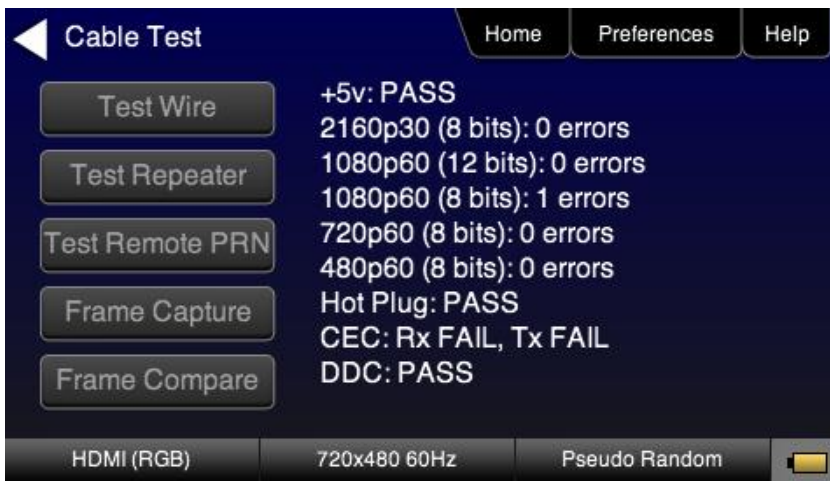 Cable Test
Home
Preferences
Help
Test Wire
Test Repeater
Test Remote PRN
Frame Capture
Frame Compare
+5v: PASS
2160p30 (8 bits): 0 errors
1080p60 (12 bits): 0 errors
1080p60 (8 bits): 1 errors
720p60 (8 bits): 0 errors
480p60 (8 bits): 0 errors
Hot Plug: PASS
CEC: Rx FAIL, Tx FAIL
DDC: PASS
HDMI (RGB)
720x480 60Hz
Pseudo Random